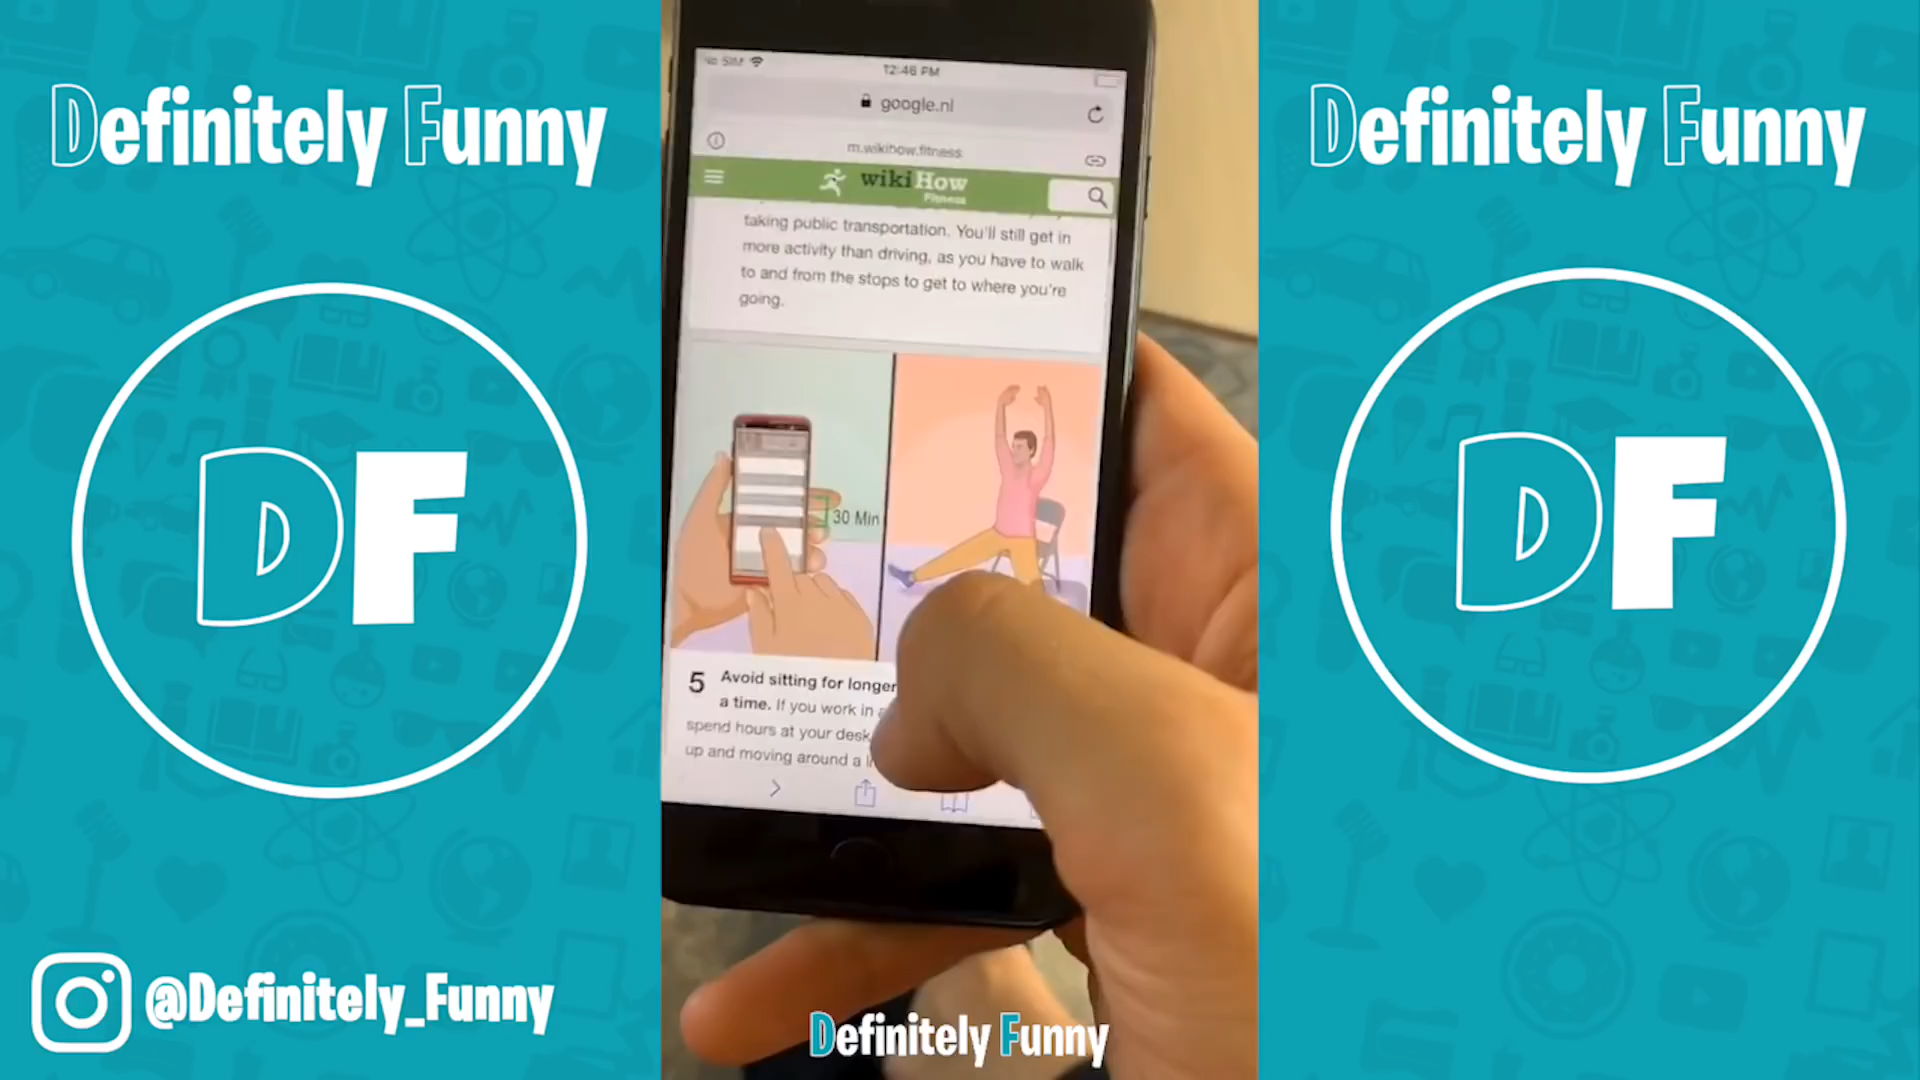 Definitely Funny
DF
@Definitely_Funny
No SIM
12:46 PM
google.nl
m.wikihow.fitness
wikiHow
Fitness
taking public transportation. You'll still get in
more activity than driving, as you have to walk
to and from the stops to get to where you're
going.
30 Min
5 Avoid sitting for longer
a time. If you work in
spend hours at your desk
up and moving around a
Definitely Funny
Definitely Funny
DF